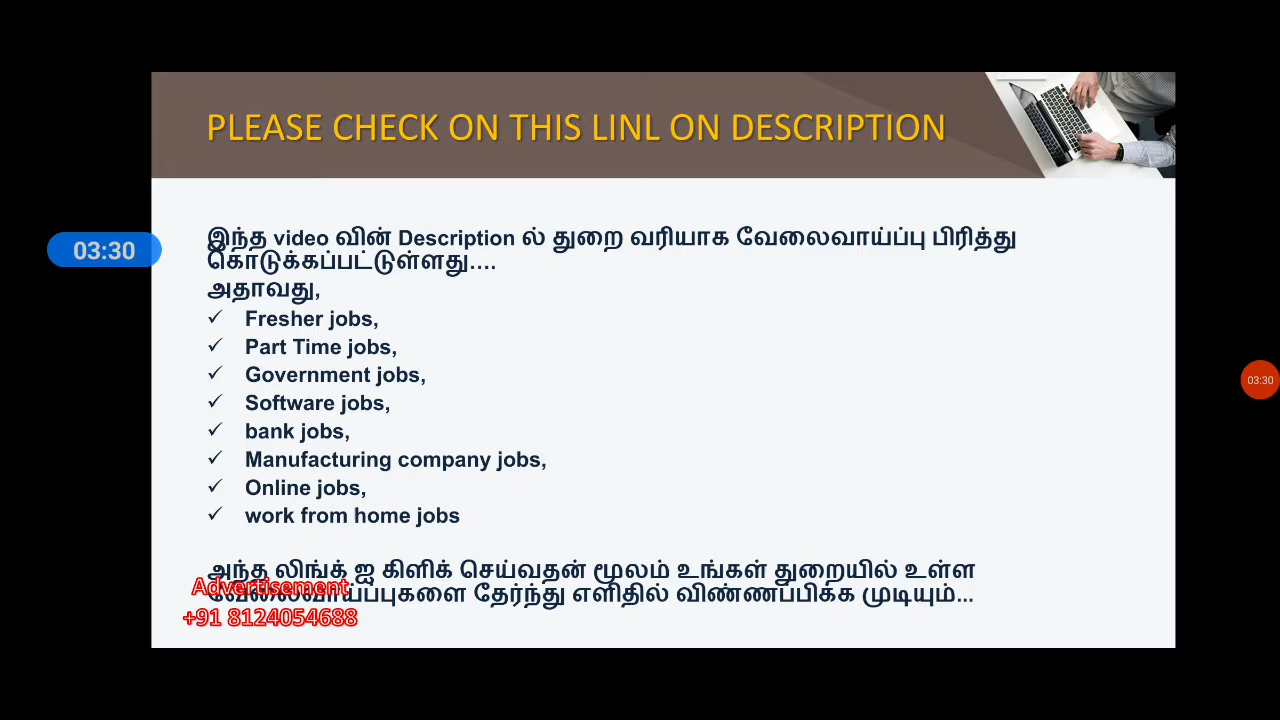 PLEASE CHECK ON THIS LINL ON DESCRIPTION
இந்த video வின் Description ல் துறை வரியாக வேலைவாய்ப்பு பிரித்து
கொடுக்கப்பட்டுள்ளது....
அதாவது,
✓ Fresher jobs,
✓ Part Time jobs,
✓ Government jobs,
✓ Software jobs,
✓ bank jobs,
✓ Manufacturing company jobs,
✓ Online jobs,
✓ work from home jobs
அந்த லிங்க் ஐ கிளிக் செய்வதன் மூலம் உங்கள் துறையில் உள்ள
வேலைவாய்ப்புகளை தேர்ந்து எளிதில் விண்ணப்பிக்க முடியும்...
Advertisement
+91 8124054688
03:30
03:30